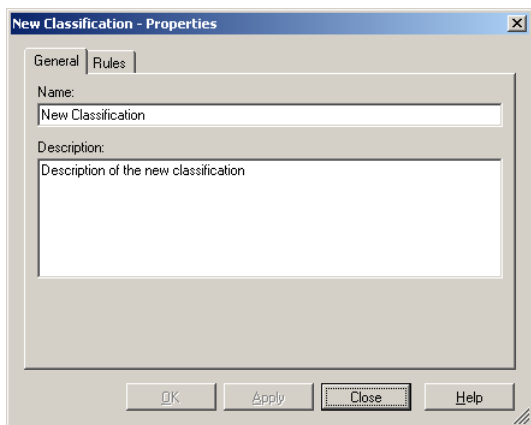 New Classification - Properties
General Rules
Name:
New Classification
Description:
Description of the new classification
OK Apply Close Help